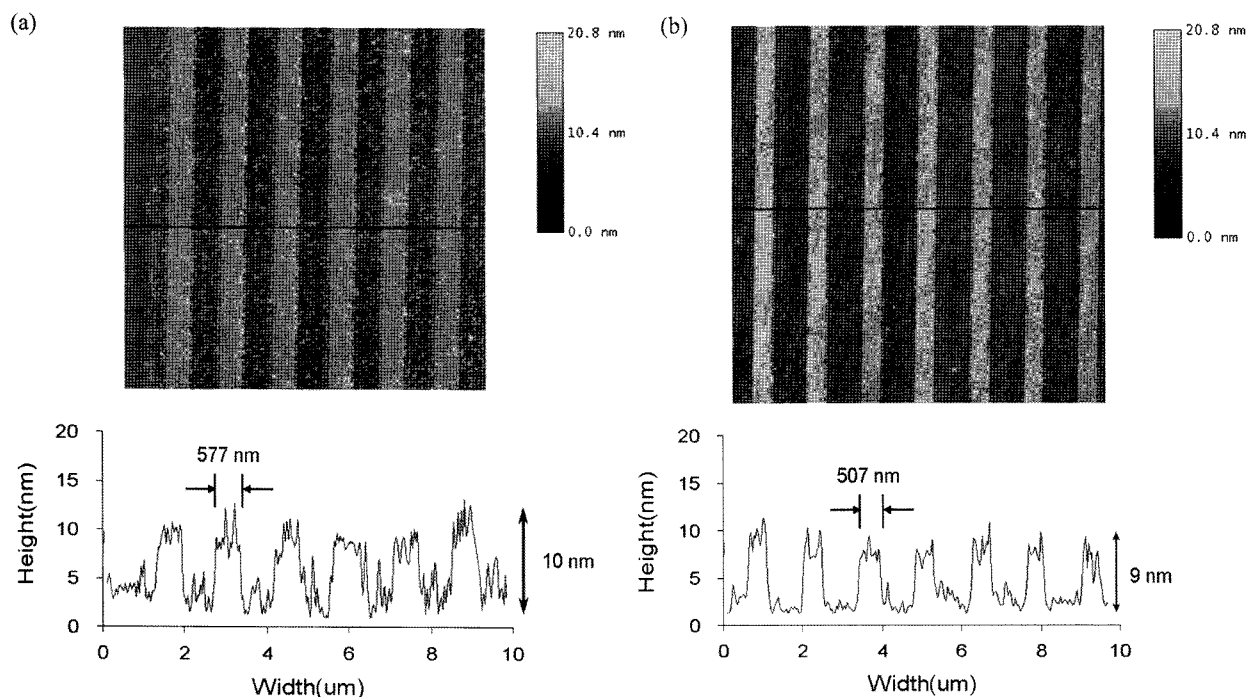 (a)
20.8 nm
10.4 nm
0.0 nm
(b)
20.8 nm
10.4 nm
0.0 nm
20
15
10
5
0
Height(nm)
577 nm
10 nm
0 2 4 6 8 10
Width(um)
20
15
10
5
0
Height(nm)
507 nm
9 nm
0 2 4 6 8 10
Width(um)